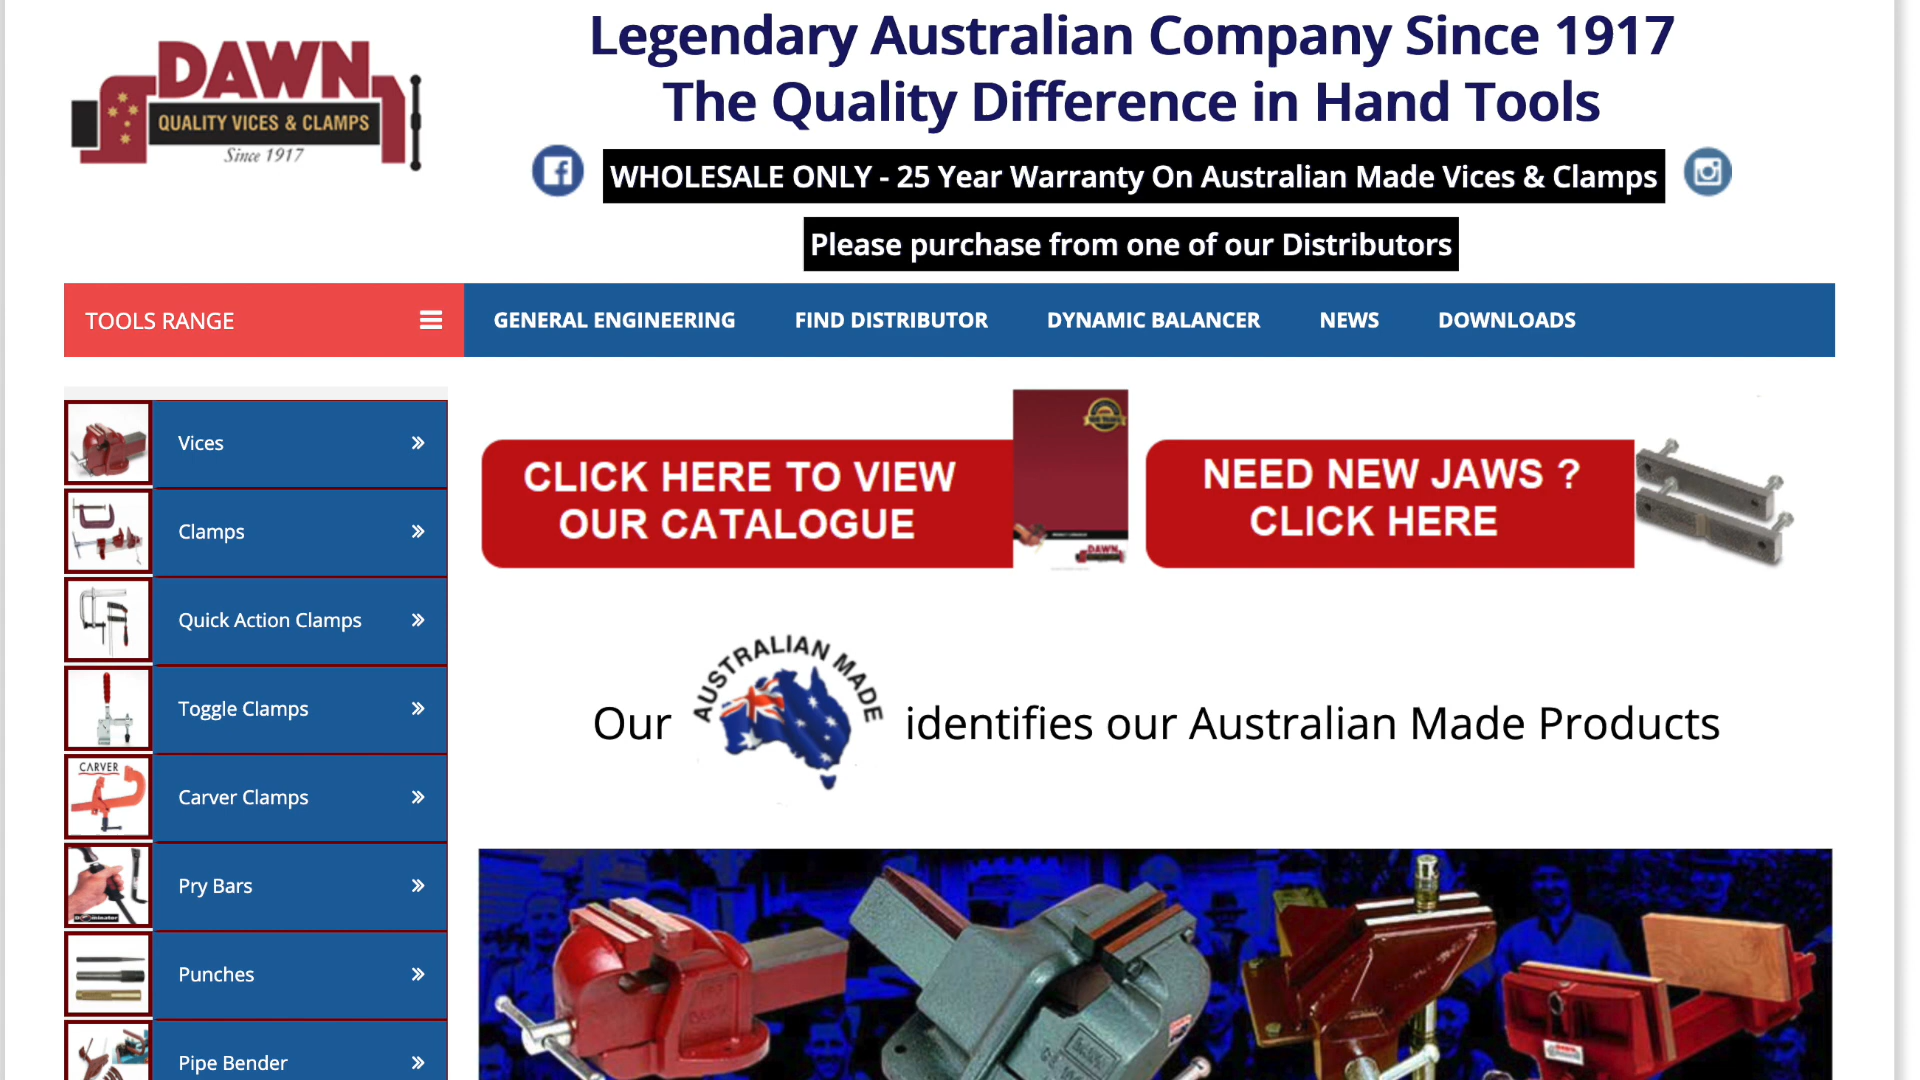 DAWN
QUALITY VICES & CLAMPS
Since 1917
Legendary Australian Company Since 1917
The Quality Difference in Hand Tools
WHOLESALE ONLY - 25 Year Warranty On Australian Made Vices & Clamps
Please purchase from one of our Distributors
TOOLS RANGE
GENERAL ENGINEERING
FIND DISTRIBUTOR
DYNAMIC BALANCER
NEWS
DOWNLOADS
Vices
Clamps
Quick Action Clamps
Toggle Clamps
CARVER
Carver Clamps
Pry Bars
Punches
Pipe Bender
CLICK HERE TO VIEW
OUR CATALOGUE
DAWN
NEED NEW JAWS ?
CLICK HERE
Our
AUSTRALIAN MADE
identifies our Australian Made Products
DAWN